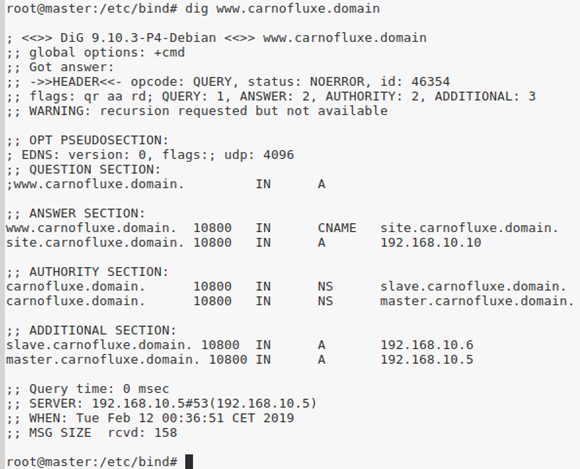 root@master:/etc/bind# dig www.carnofluxe.domain
; <<>> DiG 9.10.3-P4-Debian <<>> www.carnofluxe.domain
;; global options: +cmd
;; Got answer:
;; ->>HEADER<<- opcode: QUERY, status: NOERROR, id: 46354
;; flags: qr aa rd; QUERY: 1, ANSWER: 2, AUTHORITY: 2, ADDITIONAL: 3
;; WARNING: recursion requested but not available
;; OPT PSEUDOSECTION:
; EDNS: version: 0, flags:; udp: 4096
;; QUESTION SECTION:
;www.carnofluxe.domain. IN A
;; ANSWER SECTION:
www.carnofluxe.domain. 10800 IN CNAME site.carnofluxe.domain.
site.carnofluxe.domain. 10800 IN A 192.168.10.10
;; AUTHORITY SECTION:
carnofluxe.domain. 10800 IN NS slave.carnofluxe.domain.
carnofluxe.domain. 10800 IN NS master.carnofluxe.domain.
;; ADDITIONAL SECTION:
slave.carnofluxe.domain. 10800 IN A 192.168.10.6
master.carnofluxe.domain. 10800 IN A 192.168.10.5
;; Query time: 0 msec
;; SERVER: 192.168.10.5#53(192.168.10.5)
;; WHEN: Tue Feb 12 00:36:51 CET 2019
;; MSG SIZE rcvd: 158
root@master:/etc/bind#